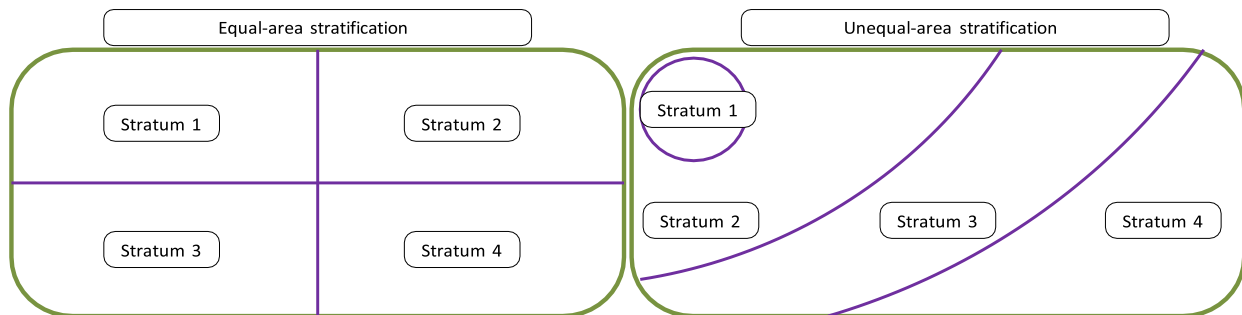 Equal-area stratification
Stratum 1
Stratum 2
Stratum 3
Stratum 4
Unequal-area stratification
Stratum 1
Stratum 2
Stratum 3
Stratum 4